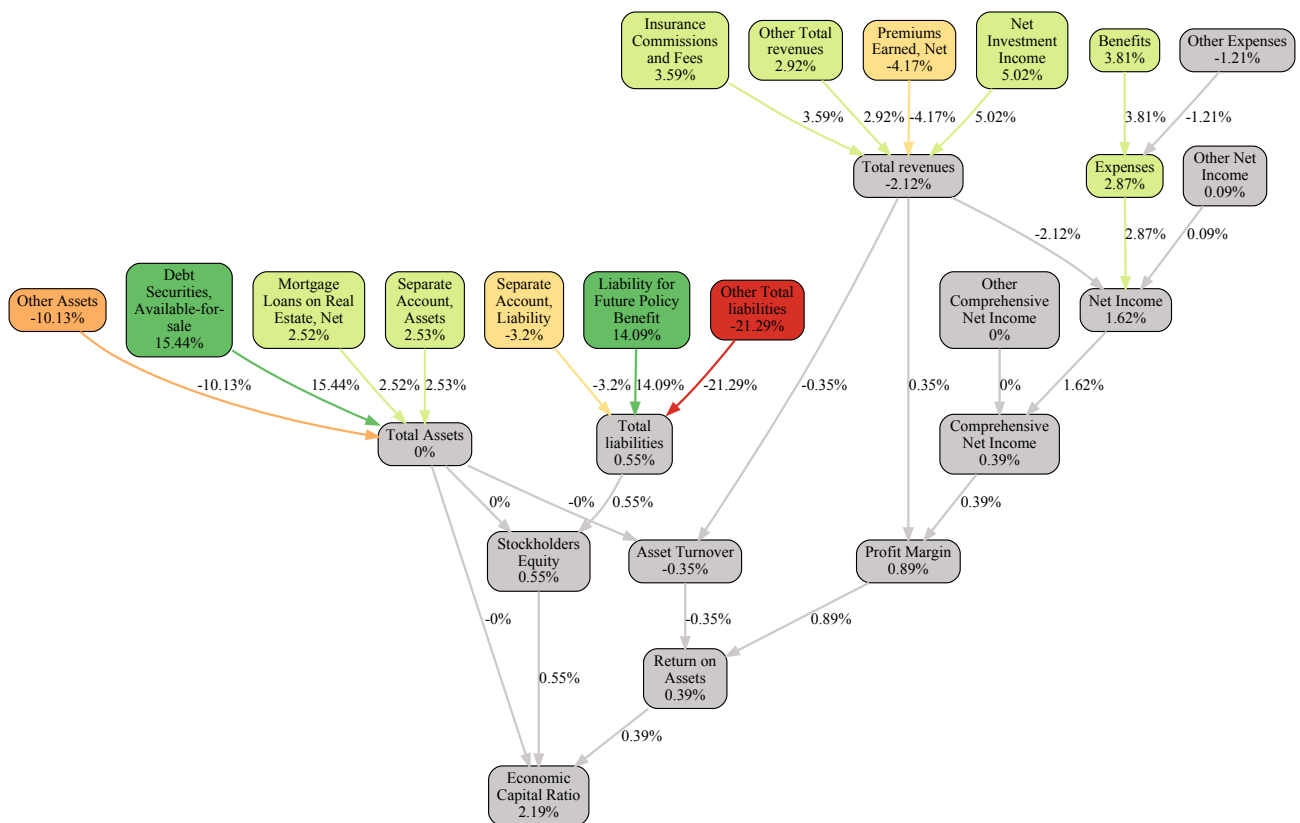 Insurance
Commissions
and Fees
3.59%
Other Total
revenues
2.92%
Premiums
Earned, Net
-4.17%
Net
Investment
Income
5.02%
Benefits
3.81%
Other Expenses
-1.21%
3.59%
2.92%
-4.17%
5.02%
3.81%
-1.21%
Total revenues
-2.12%
Expenses
2.87%
Other Net
Income
0.09%
-2.12%
2.87%
0.09%
Other Assets
-10.13%
Debt
Securities,
Available-for-
sale
15.44%
Mortgage
Loans on Real
Estate, Net
2.52%
Separate
Account,
Assets
2.53%
Separate
Account,
Liability
-3.2%
Liability for
Future Policy
Benefit
14.09%
Other Total
liabilities
-21.29%
Other
Comprehensive
Net Income
0%
Net Income
1.62%
-10.13%
15.44%
2.52%
2.53%
-3.2%
14.09%
-21.29%
-0.35%
0.35%
0%
1.62%
Total Assets
0%
Total
liabilities
0.55%
Comprehensive
Net Income
0.39%
0%
-0%
0.55%
0.39%
Stockholders
Equity
0.55%
Asset Turnover
-0.35%
Profit Margin
0.89%
-0%
-0.35%
0.89%
0.55%
Return on
Assets
0.39%
0.39%
Economic
Capital Ratio
2.19%